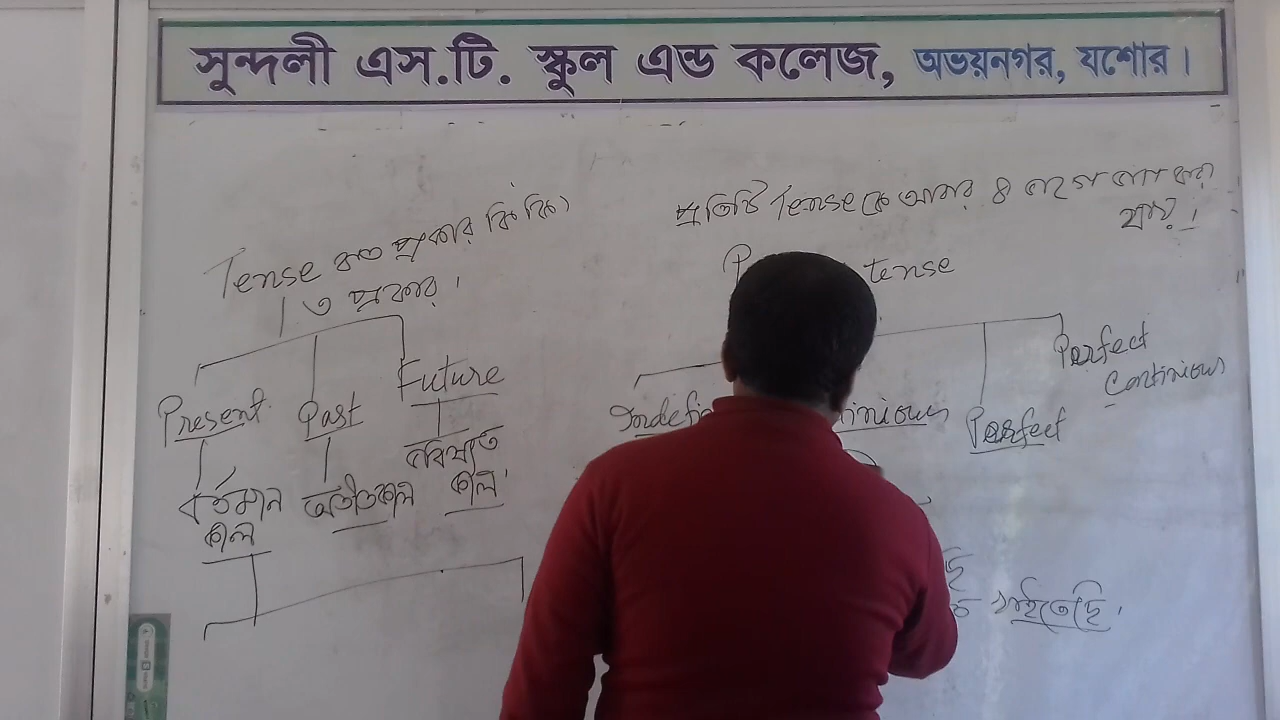 সুন্দলী এস.টি. স্কুল এন্ড কলেজ, অভয়নগর, যশোর।
Tense কত প্রকার কি কি?
৩ প্রকার।
Present Past Future
বর্তমান কাল
অতীতকাল
ভবিষ্যত কাল।
প্রতিটি Tense কে আবার ৪ ভাগে ভাগ করা
যায়।
tense
Perfect
Perfect
Continious
যাইতেছি।